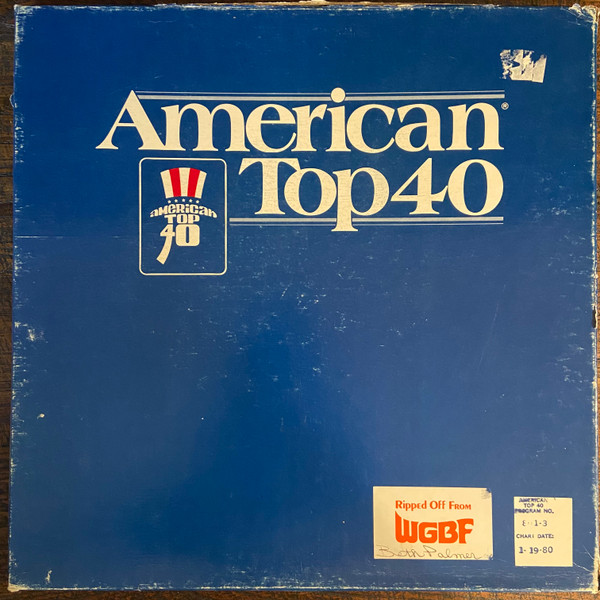 American®
Top 40
AMERICAN
TOP
40
Ripped Off From
WGBF
Beth Palmer
AMERICAN
TOP 40
PROGRAM NO.
1-3
CHART DATE:
1-19-80